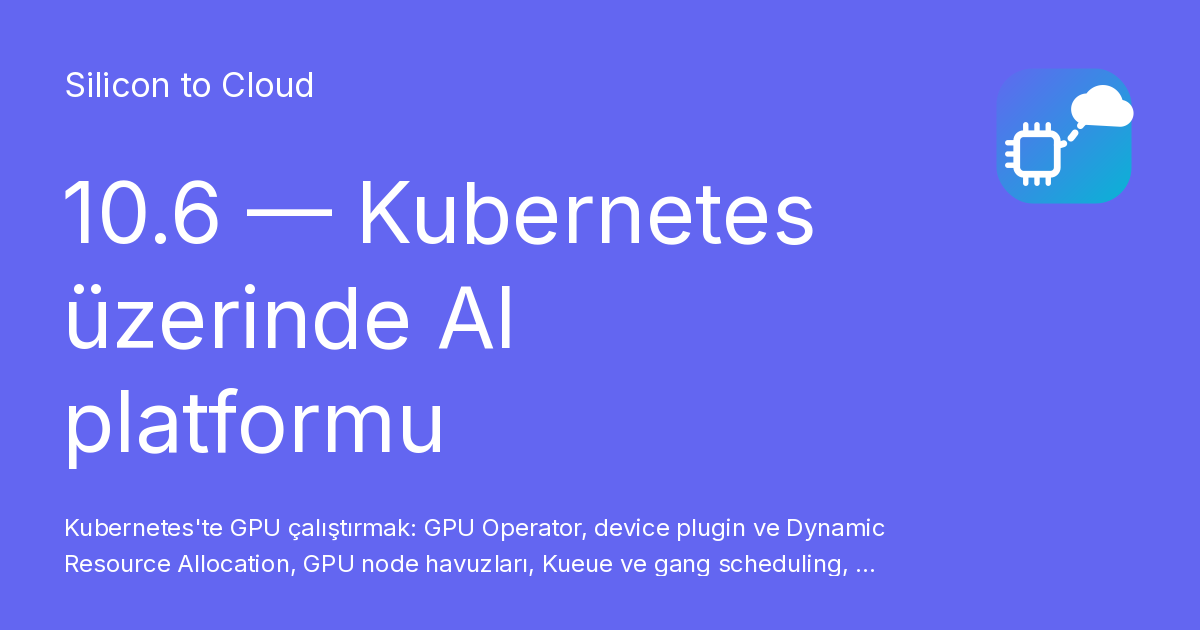 Silicon to Cloud
10.6 — Kubernetes
üzerinde AI
platformu
Kubernetes'te GPU çalıştırmak: GPU Operator, device plugin ve Dynamic
Resource Allocation, GPU node havuzları, Kueue ve gang scheduling, ...